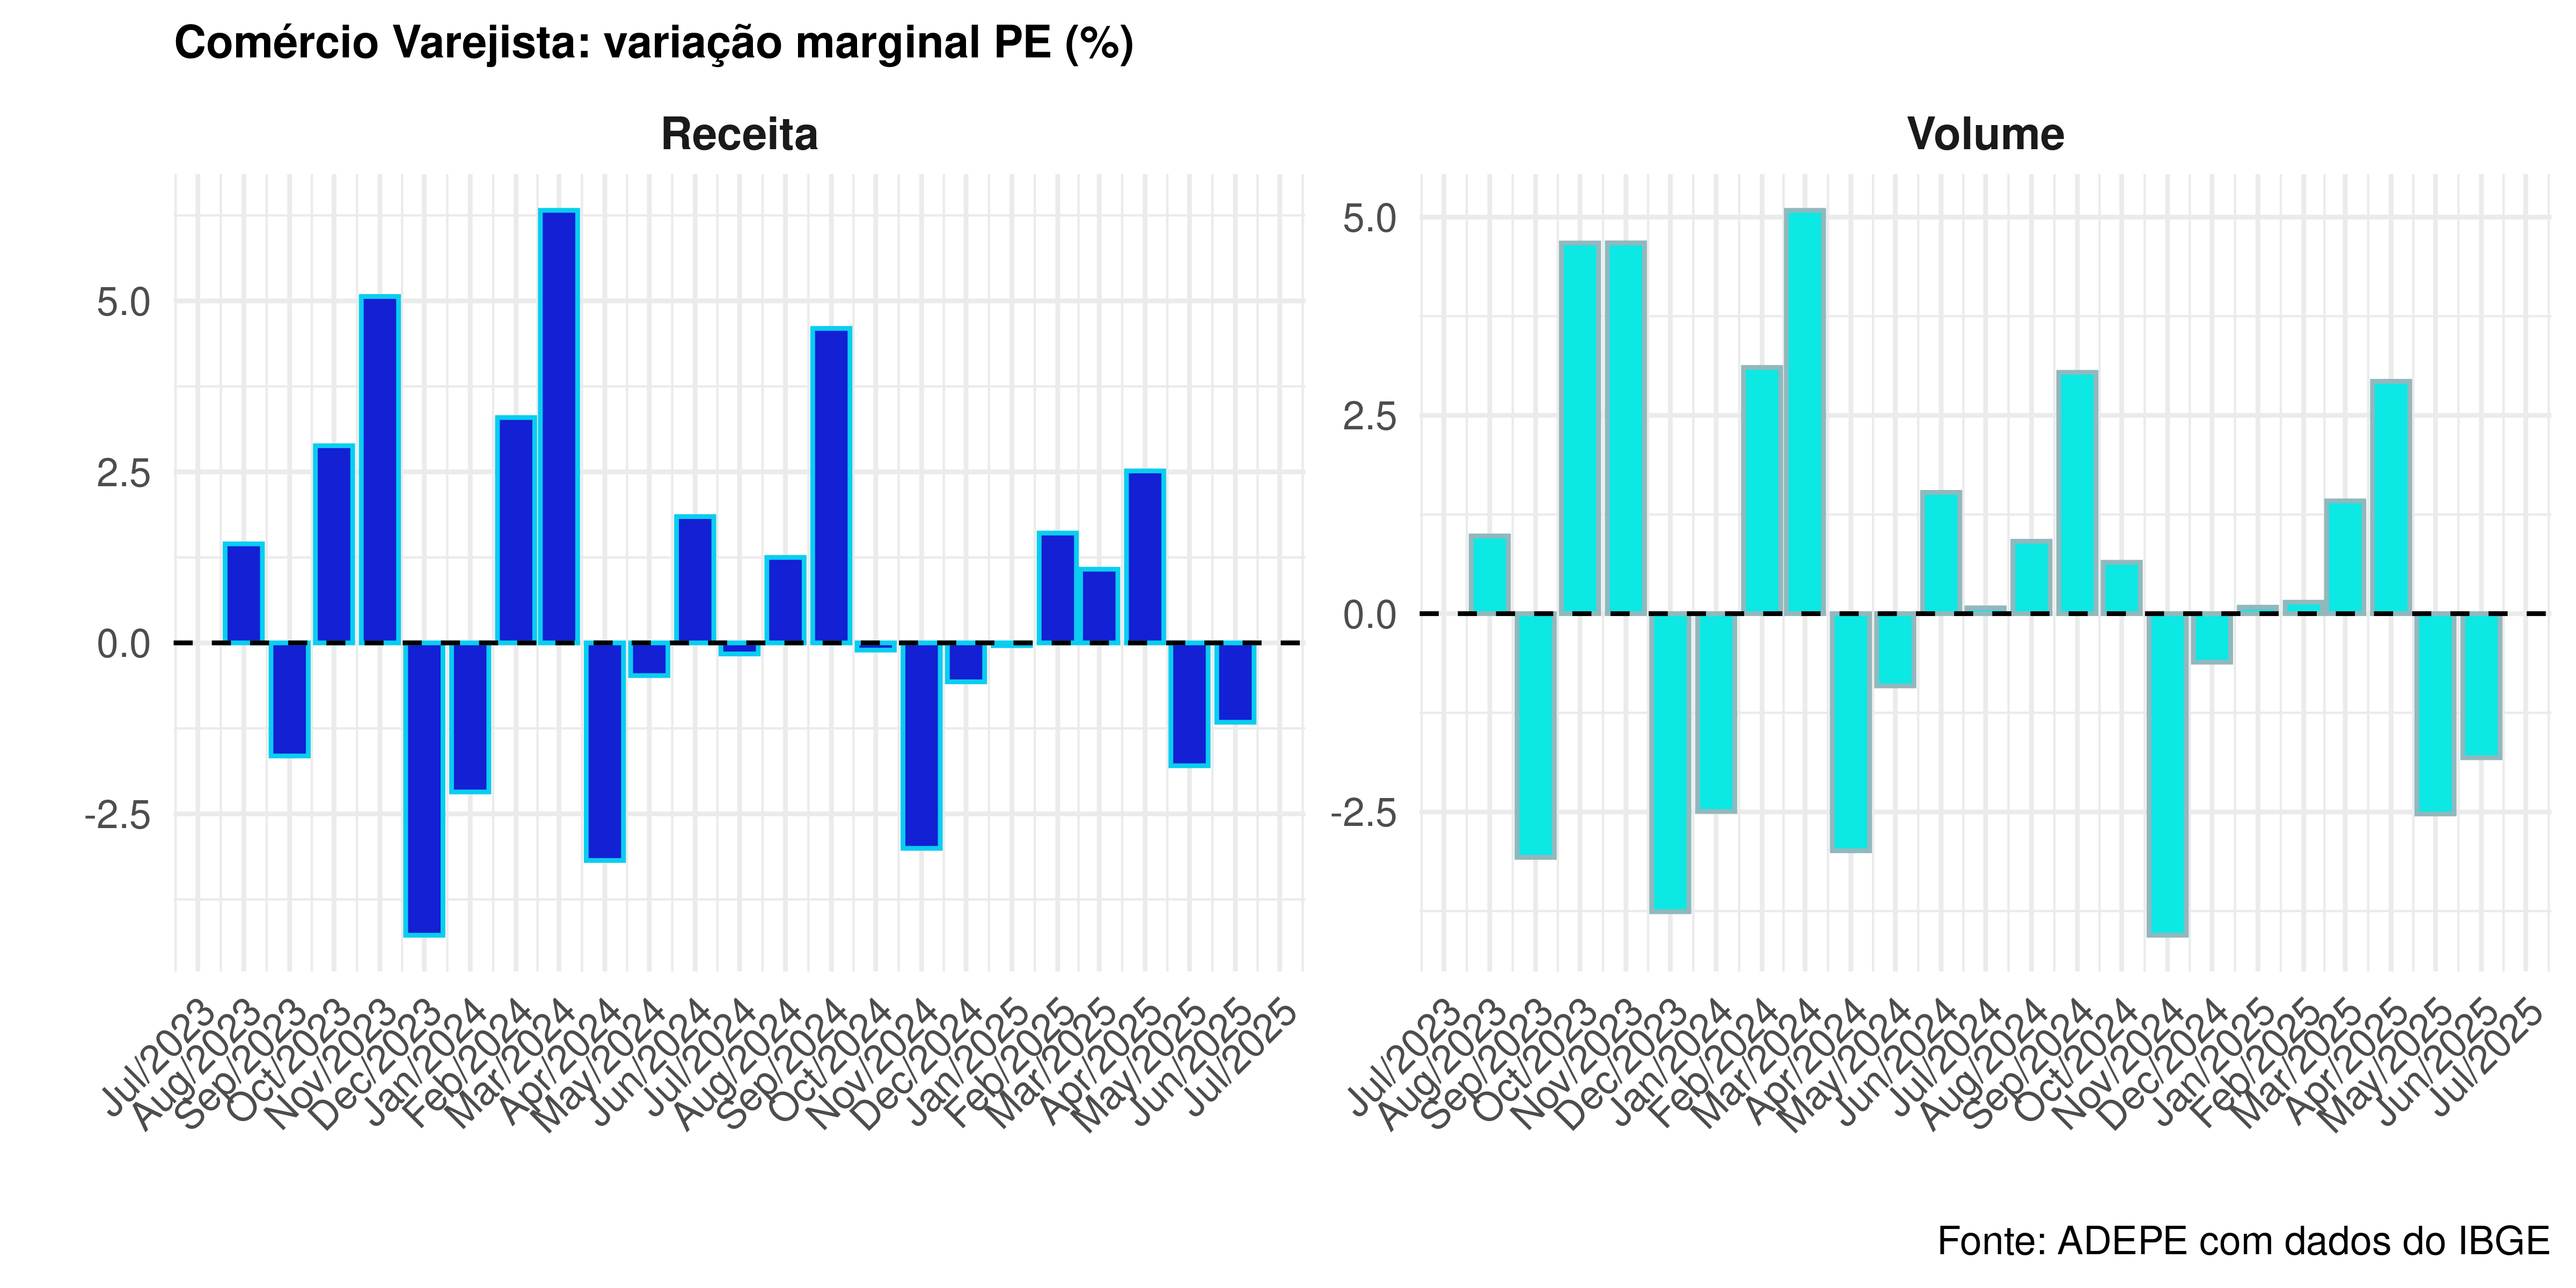 Comércio Varejista: variação marginal PE (%)
Receita
5.0
2.5
0.0
-2.5
Jul/2023
Aug/2023
Sep/2023
Oct/2023
Nov/2023
Dec/2023
Jan/2024
Feb/2024
Mar/2024
Apr/2024
May/2024
Jun/2024
Jul/2024
Aug/2024
Sep/2024
Oct/2024
Nov/2024
Dec/2024
Jan/2025
Feb/2025
Mar/2025
Apr/2025
May/2025
Jun/2025
Jul/2025
Volume
5.0
2.5
0.0
-2.5
Jul/2023
Aug/2023
Sep/2023
Oct/2023
Nov/2023
Dec/2023
Jan/2024
Feb/2024
Mar/2024
Apr/2024
May/2024
Jun/2024
Jul/2024
Aug/2024
Sep/2024
Oct/2024
Nov/2024
Dec/2024
Jan/2025
Feb/2025
Mar/2025
Apr/2025
May/2025
Jun/2025
Jul/2025
Fonte: ADEPE com dados do IBGE